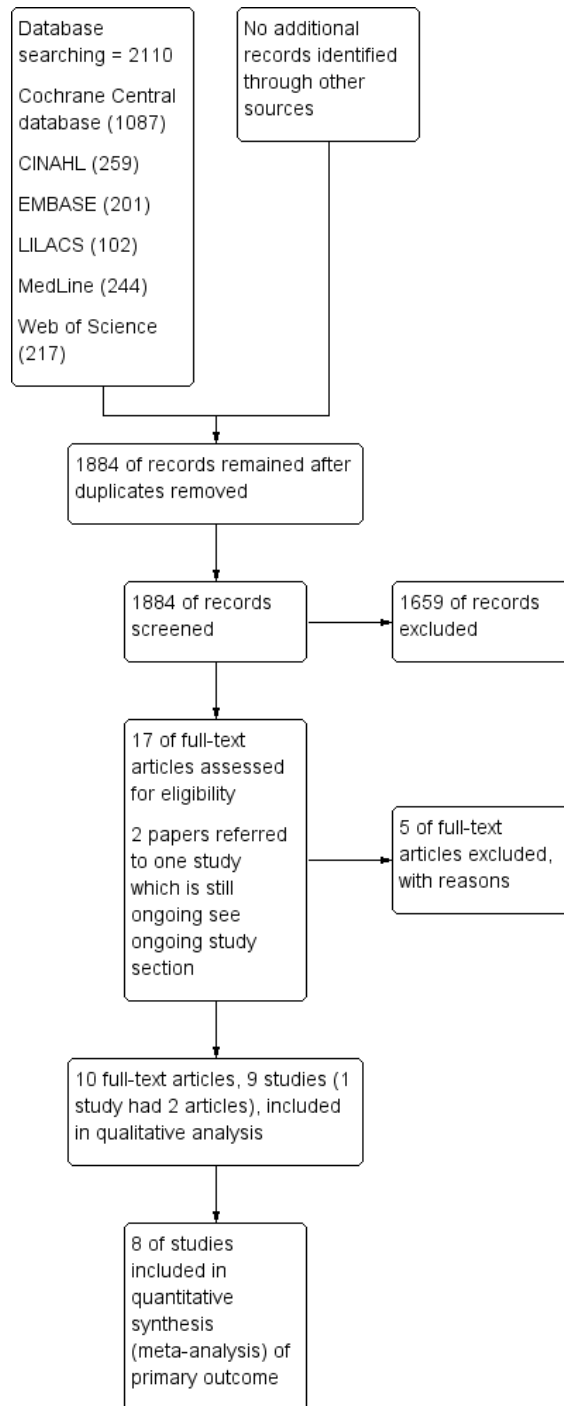 Database
searching = 2110
Cochrane Central
database (1087)
CINAHL (259)
EMBASE (201)
LILACS (102)
MedLine (244)
Web of Science
(217)
No additional
records identified
through other
sources
1884 of records remained after
duplicates removed
1884 of records
screened
1659 of records
excluded
17 of full-text
articles assessed
for eligibility
2 papers referred
to one study
which is still
ongoing see
ongoing study
section
5 of full-text
articles excluded,
with reasons
10 full-text articles, 9 studies (1
study had 2 articles), included
in qualitative analysis
8 of studies
included in
quantitative
synthesis
(meta-analysis) of
primary outcome